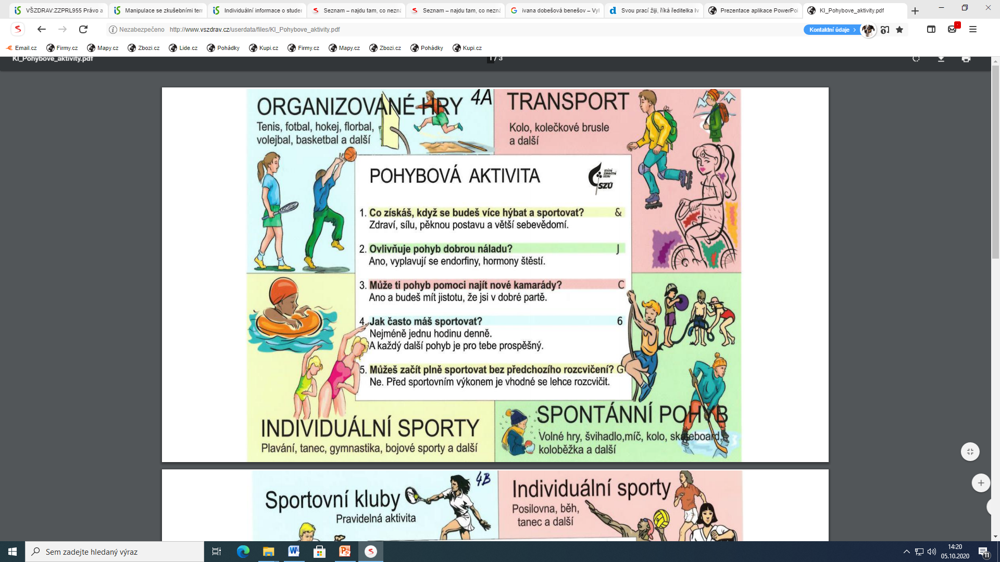 VŠZDRAV:ZZPRL955 Právo a
Manipulace se zkušebními tern
Individuální informace o studen
Seznam – najdu tam, co nezná
Seznam – najdu tam, co nezná
ivana dobešová benešov – Vyh
Svou prací žiji, říká ředitelka Iv
Prezentace aplikace PowerPoi
KI_Pohybove_aktivity.pdf
Nezabezpečeno http://www.vszdrav.cz/userdata/files/KI_Pohybove_aktivity.pdf
Kontaktní údaje
Email.cz Firmy.cz Mapy.cz Zbozi.cz Lide.cz Pohádky Kupi.cz Firmy.cz Mapy.cz Zbozi.cz Pohádky Kupi.cz
KI_Pohybove_aktivity.pdf
1 / 3
ORGANIZOVANÉ HRY 4A
Tenis, fotbal, hokej, florbal,
volejbal, basketbal a další
TRANSPORT
Kolo, kolečkové brusle
a další
POHYBOVÁ AKTIVITA
STÁTNÍ
ZDRAVOTNÍ
ÚSTAV
SZÚ
1. Co získáš, když se budeš více hýbat a sportovat? &
Zdraví, sílu, pěknou postavu a větší sebevědomí.
2. Ovlivňuje pohyb dobrou náladu? J
Ano, vyplavují se endorfiny, hormony štěstí.
3. Může ti pohyb pomoci najít nové kamarády? C
Ano a budeš mít jistotu, že jsi v dobré partě.
4. Jak často máš sportovat? 6
Nejméně jednu hodinu denně.
A každý další pohyb je pro tebe prospěšný.
5. Můžeš začít plně sportovat bez předchozího rozcvičení? G
Ne. Před sportovním výkonem je vhodné se lehce rozcvičit.
INDIVIDUÁLNÍ SPORTY
Plavání, tanec, gymnastika, bojové sporty a další
SPONTÁNNÍ POHYB
Volné hry, švihadlo,míč, kolo, skateboard,
koloběžka a další
4B
Sportovní kluby
Pravidelná aktivita
Individuální sporty
Posilovna, běh,
tanec a další
Sem zadejte hledaný výraz
14:20
05.10.2020
11